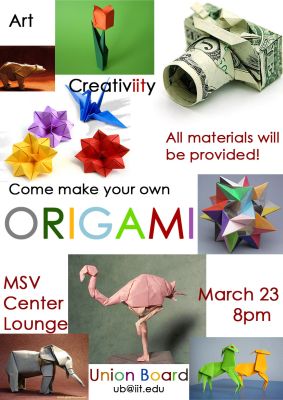 Art
Creativiity
All materials will
be provided!
Come make your own
ORIGAMI
MSV
Center
Lounge
March 23
8pm
Union Board
ub@iit.edu